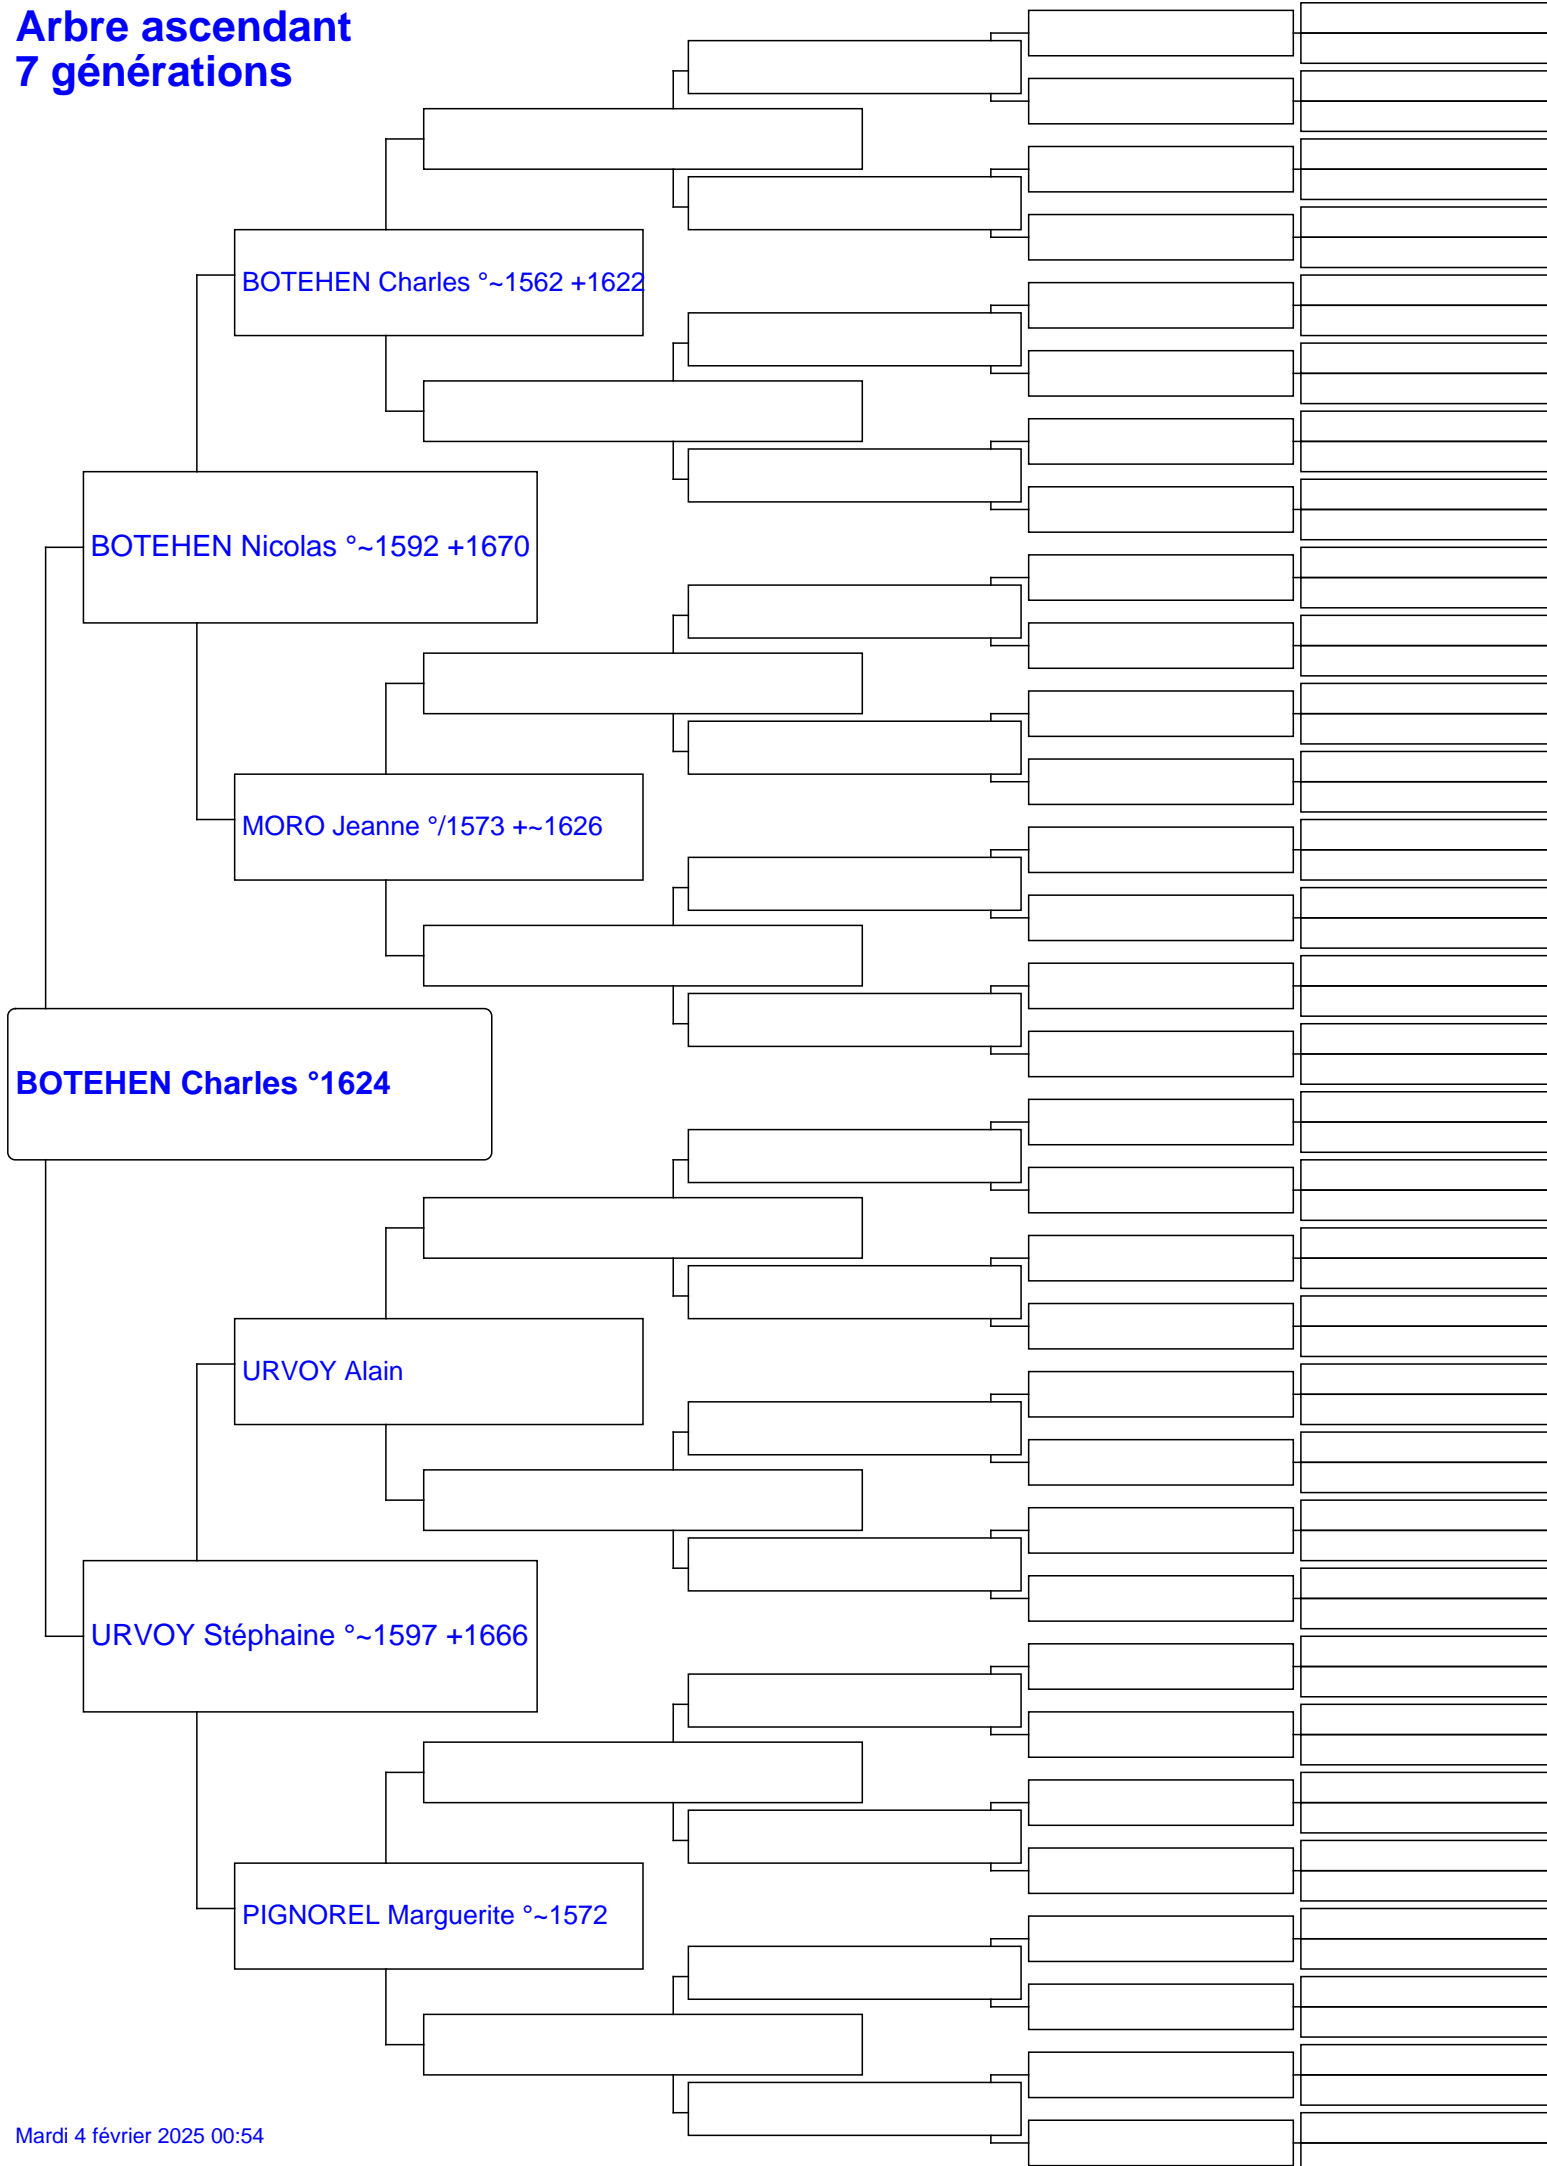 Arbre ascendant
7 générations
BOTEHEN Charles °~1562 +1622
BOTEHEN Nicolas °~1592 +1670
MORO Jeanne °/1573 +~1626
BOTEHEN Charles °1624
URVOY Alain
URVOY Stéphaine °~1597 +1666
PIGNOREL Marguerite °~1572
Mardi 4 février 2025 00:54